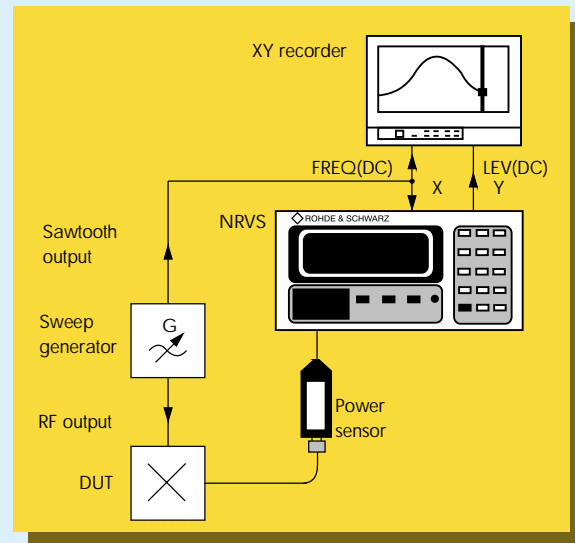 XY recorder
FREQ(DC)
LEV(DC)
X
Y
NRVS
ROHDE & SCHWARZ
Sawtooth
output
Sweep
generator
G
RF output
Power
sensor
DUT